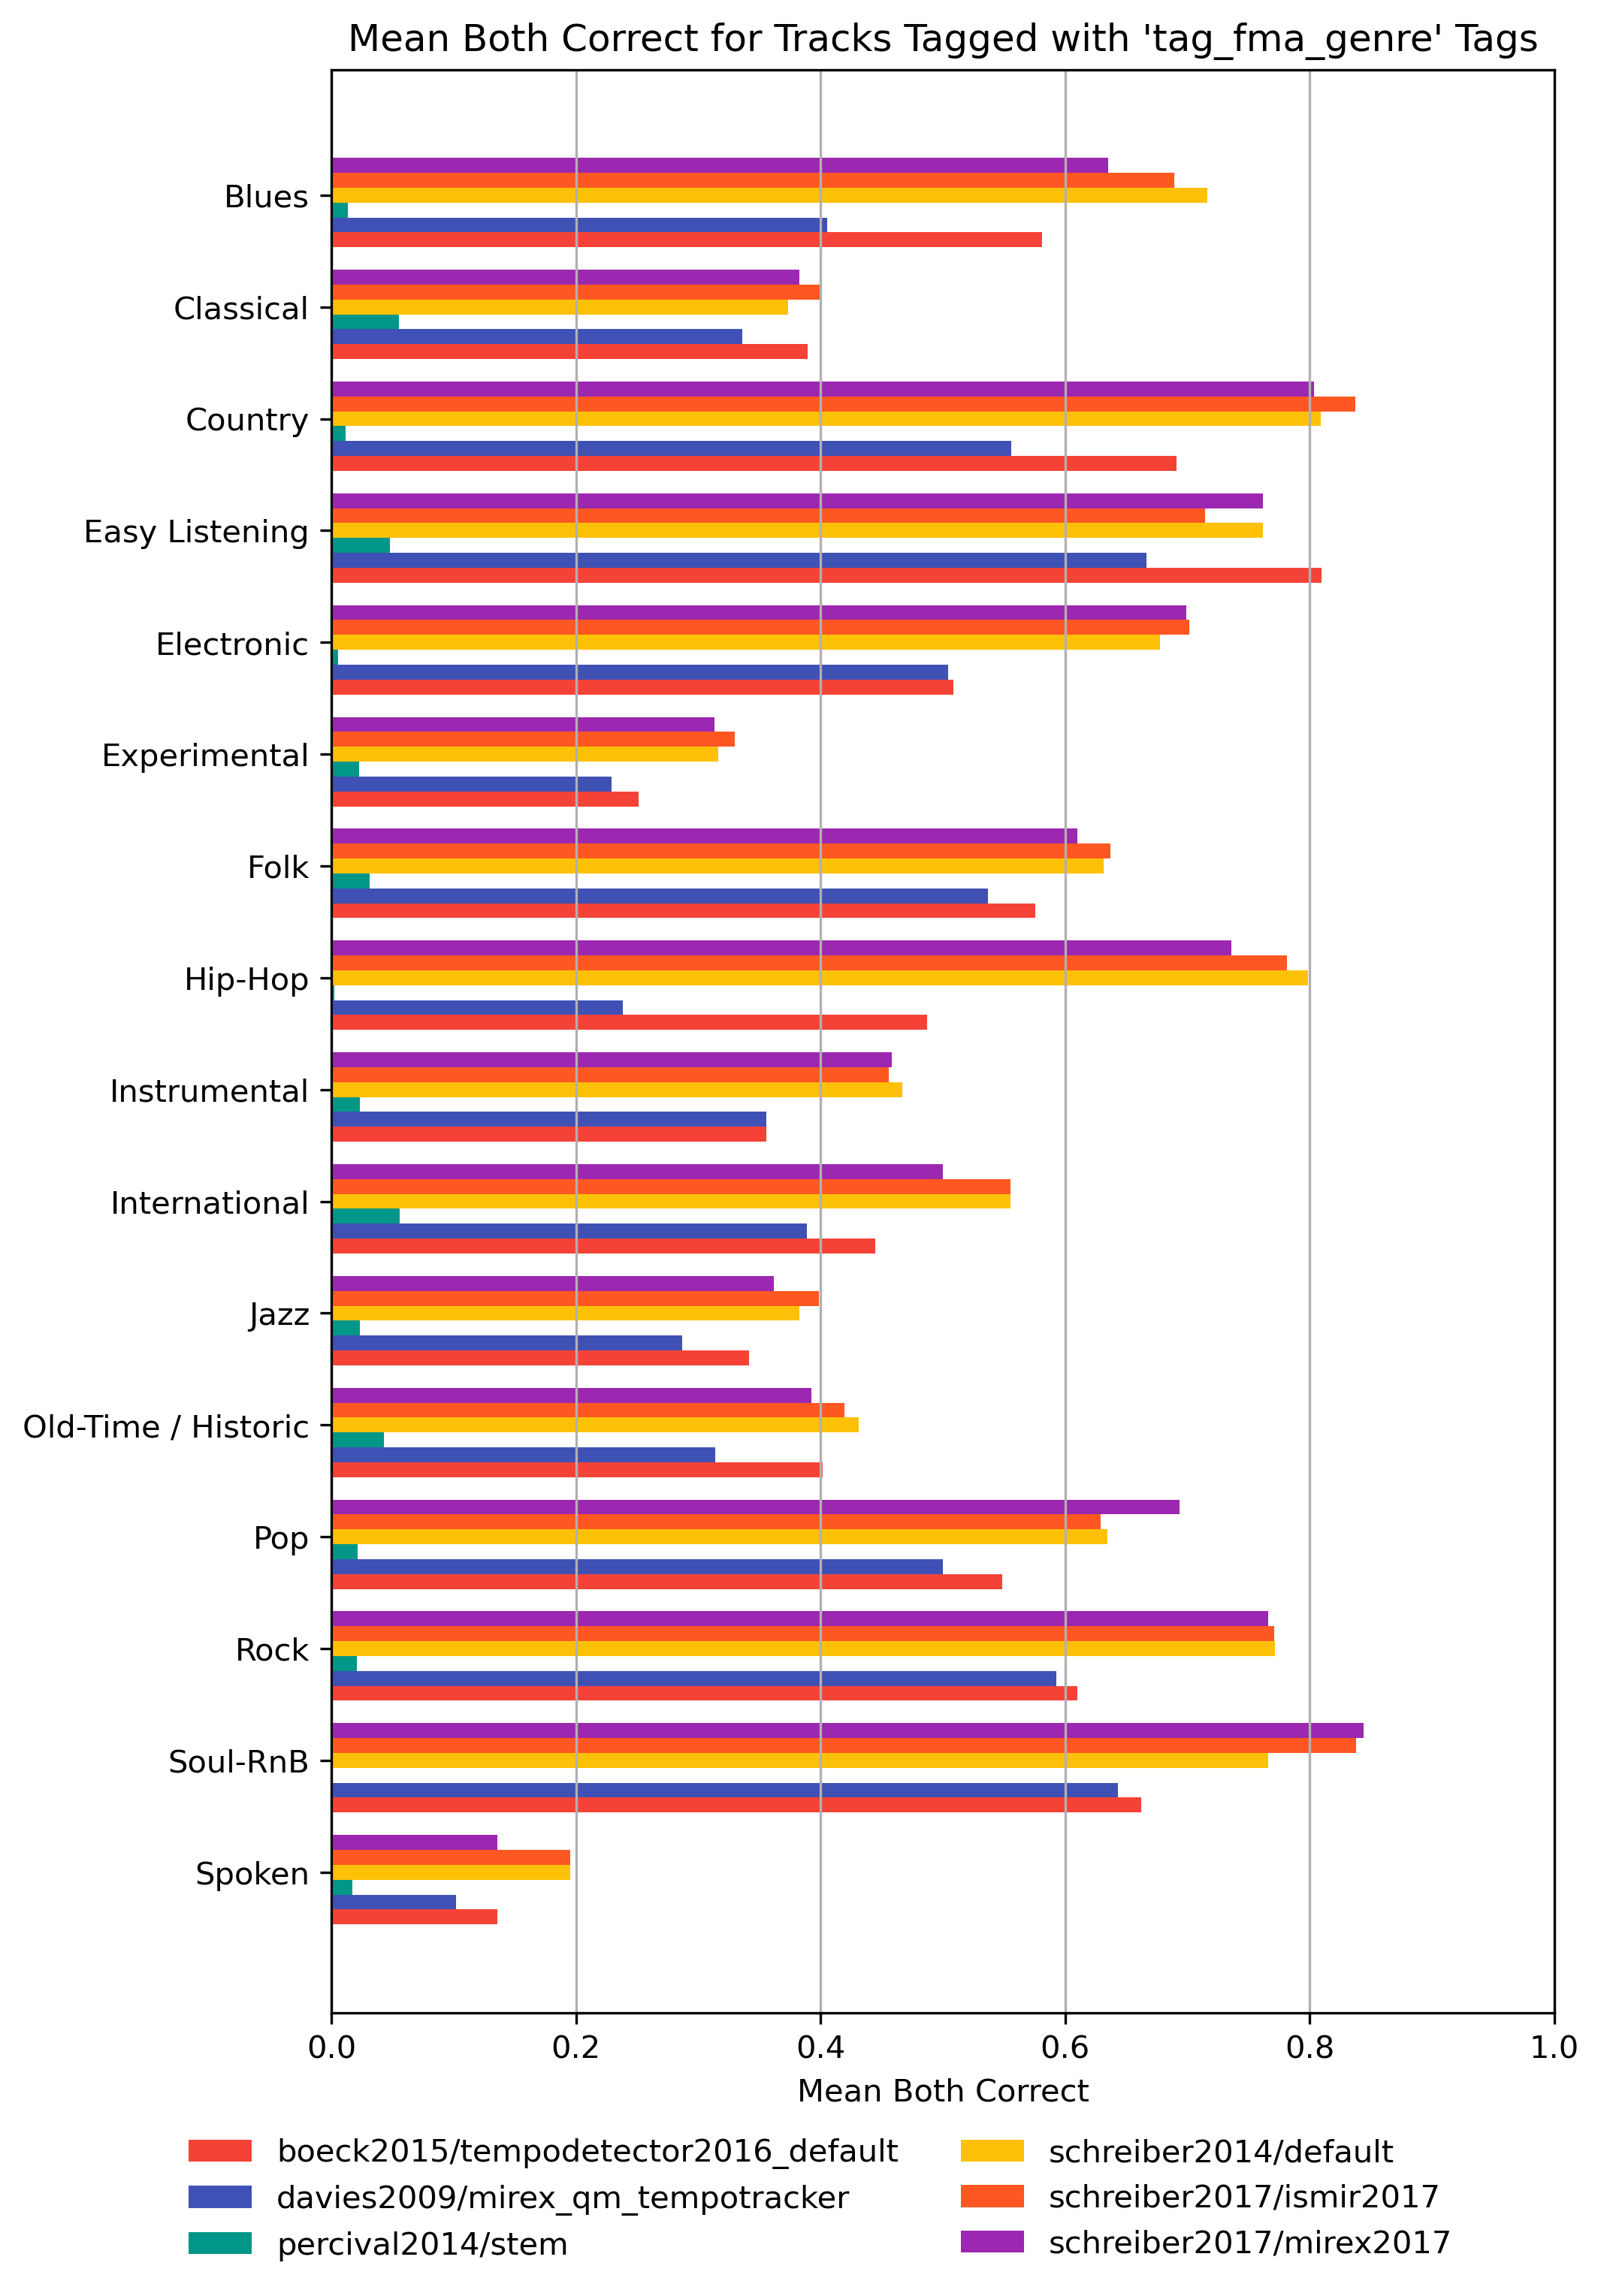 Mean Both Correct for Tracks Tagged with 'tag_fma_genre' Tags
Blues
Classical
Country
Easy Listening
Electronic
Experimental
Folk
Hip-Hop
Instrumental
International
Jazz
Old-Time / Historic
Pop
Rock
Soul-RnB
Spoken
0.0 0.2 0.4 0.6 0.8 1.0
Mean Both Correct
boeck2015/tempodetector2016_default
davies2009/mirex_qm_tempotracker
percival2014/stem
schreiber2014/default
schreiber2017/ismir2017
schreiber2017/mirex2017